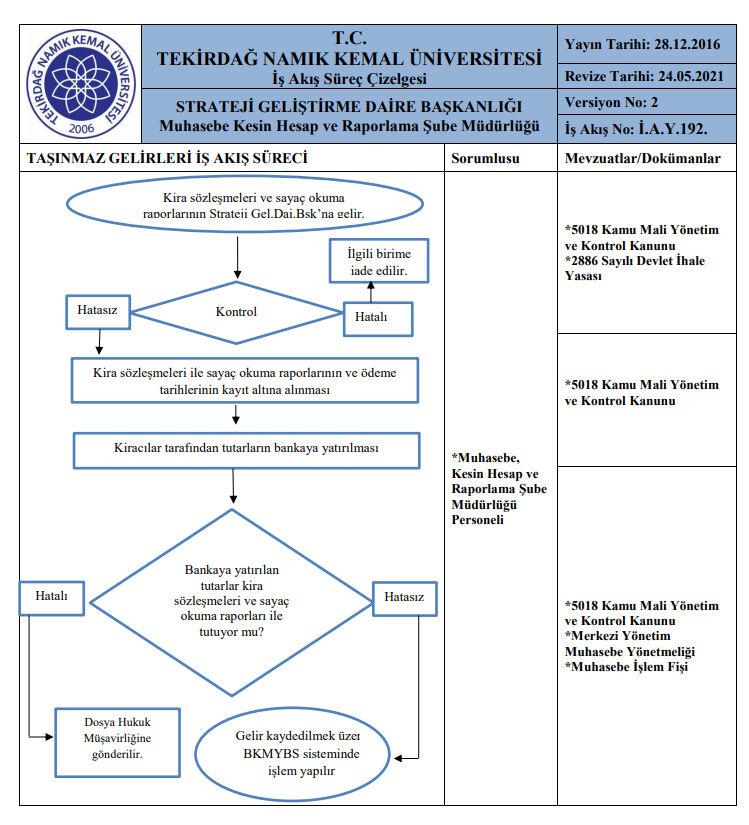 TEKİRDAĞ NAMIK KEMAL ÜNİVERSİTESİ
2006
T.C.
TEKİRDAĞ NAMIK KEMAL ÜNİVERSİTESİ
İş Akış Süreç Çizelgesi
STRATEJİ GELİŞTİRME DAİRE BAŞKANLIĞI
Muhasebe Kesin Hesap ve Raporlama Şube Müdürlüğü
Yayın Tarihi: 28.12.2016
Revize Tarihi: 24.05.2021
Versiyon No: 2
İş Akış No: İ.A.Y.192.
TAŞINMAZ GELİRLERİ İŞ AKIŞ SÜRECİ
Sorumlusu
Mevzuatlar/Dokümanlar
Kira sözleşmeleri ve sayaç okuma
raporlarının Strateji Gel.Dai.Bsk’na gelir.
İlgili birime
iade edilir.
Hatasız
Kontrol
Hatalı
Kira sözleşmeleri ile sayaç okuma raporlarının ve ödeme
tarihlerinin kayıt altına alınması
Kiracılar tarafından tutarların bankaya yatırılması
Bankaya yatırılan
tutarlar kira
sözleşmeleri ve sayaç
okuma raporları ile
tutuyor mu?
Hatalı
Hatasız
Dosya Hukuk
Müşavirliğine
gönderilir.
Gelir kaydedilmek üzer
BKMYBS sisteminde
işlem yapılır
*Muhasebe,
Kesin Hesap ve
Raporlama Şube
Müdürlüğü
Personeli
*5018 Kamu Mali Yönetim
ve Kontrol Kanunu
*2886 Sayılı Devlet İhale
Yasası
*5018 Kamu Mali Yönetim
ve Kontrol Kanunu
*5018 Kamu Mali Yönetim
ve Kontrol Kanunu
*Merkezi Yönetim
Muhasebe Yönetmeliği
*Muhasebe İşlem Fişi